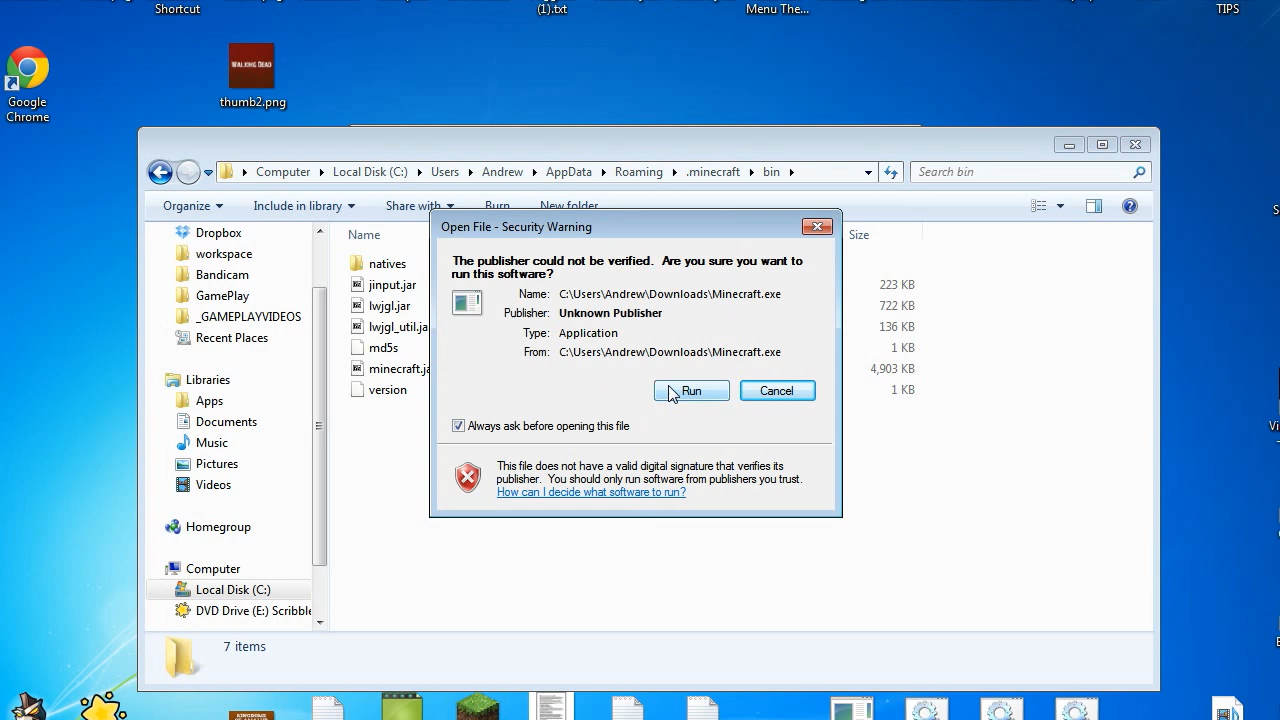 Shortcut
(1).txt
Menu The...
TIPS
Google
Chrome
WALKING DEAD
thumb2.png
Computer
Local Disk (C:)
Users
Andrew
AppData
Roaming
.minecraft
bin
Search bin
Organize
Include in library
Share with
Burn
New folder
Dropbox
workspace
Bandicam
GamePlay
_GAMEPLAYVIDEOS
Recent Places
Libraries
Apps
Documents
Music
Pictures
Videos
Homegroup
Computer
Local Disk (C:)
DVD Drive (E:) Scribble
Name
Size
natives
jinput.jar
223 KB
lwjgl.jar
722 KB
lwjgl_util.ja
136 KB
md5s
1 KB
minecraft.ja
4,903 KB
version
1 KB
Open File - Security Warning
The publisher could not be verified. Are you sure you want to
run this software?
Name: C:\Users\Andrew\Downloads\Minecraft.exe
Publisher: Unknown Publisher
Type: Application
From: C:\Users\Andrew\Downloads\Minecraft.exe
Run
Cancel
Always ask before opening this file
This file does not have a valid digital signature that verifies its
publisher. You should only run software from publishers you trust.
How can I decide what software to run?
7 items